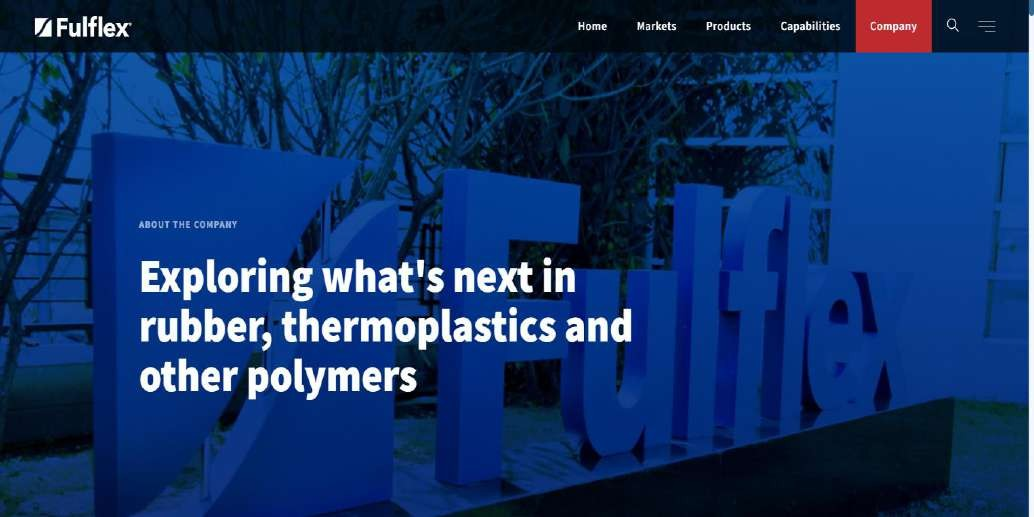 Fulflex
Home
Markets
Products
Capabilities
Company
ABOUT THE COMPANY
Exploring what's next in
rubber, thermoplastics and
other polymers
Fulflex